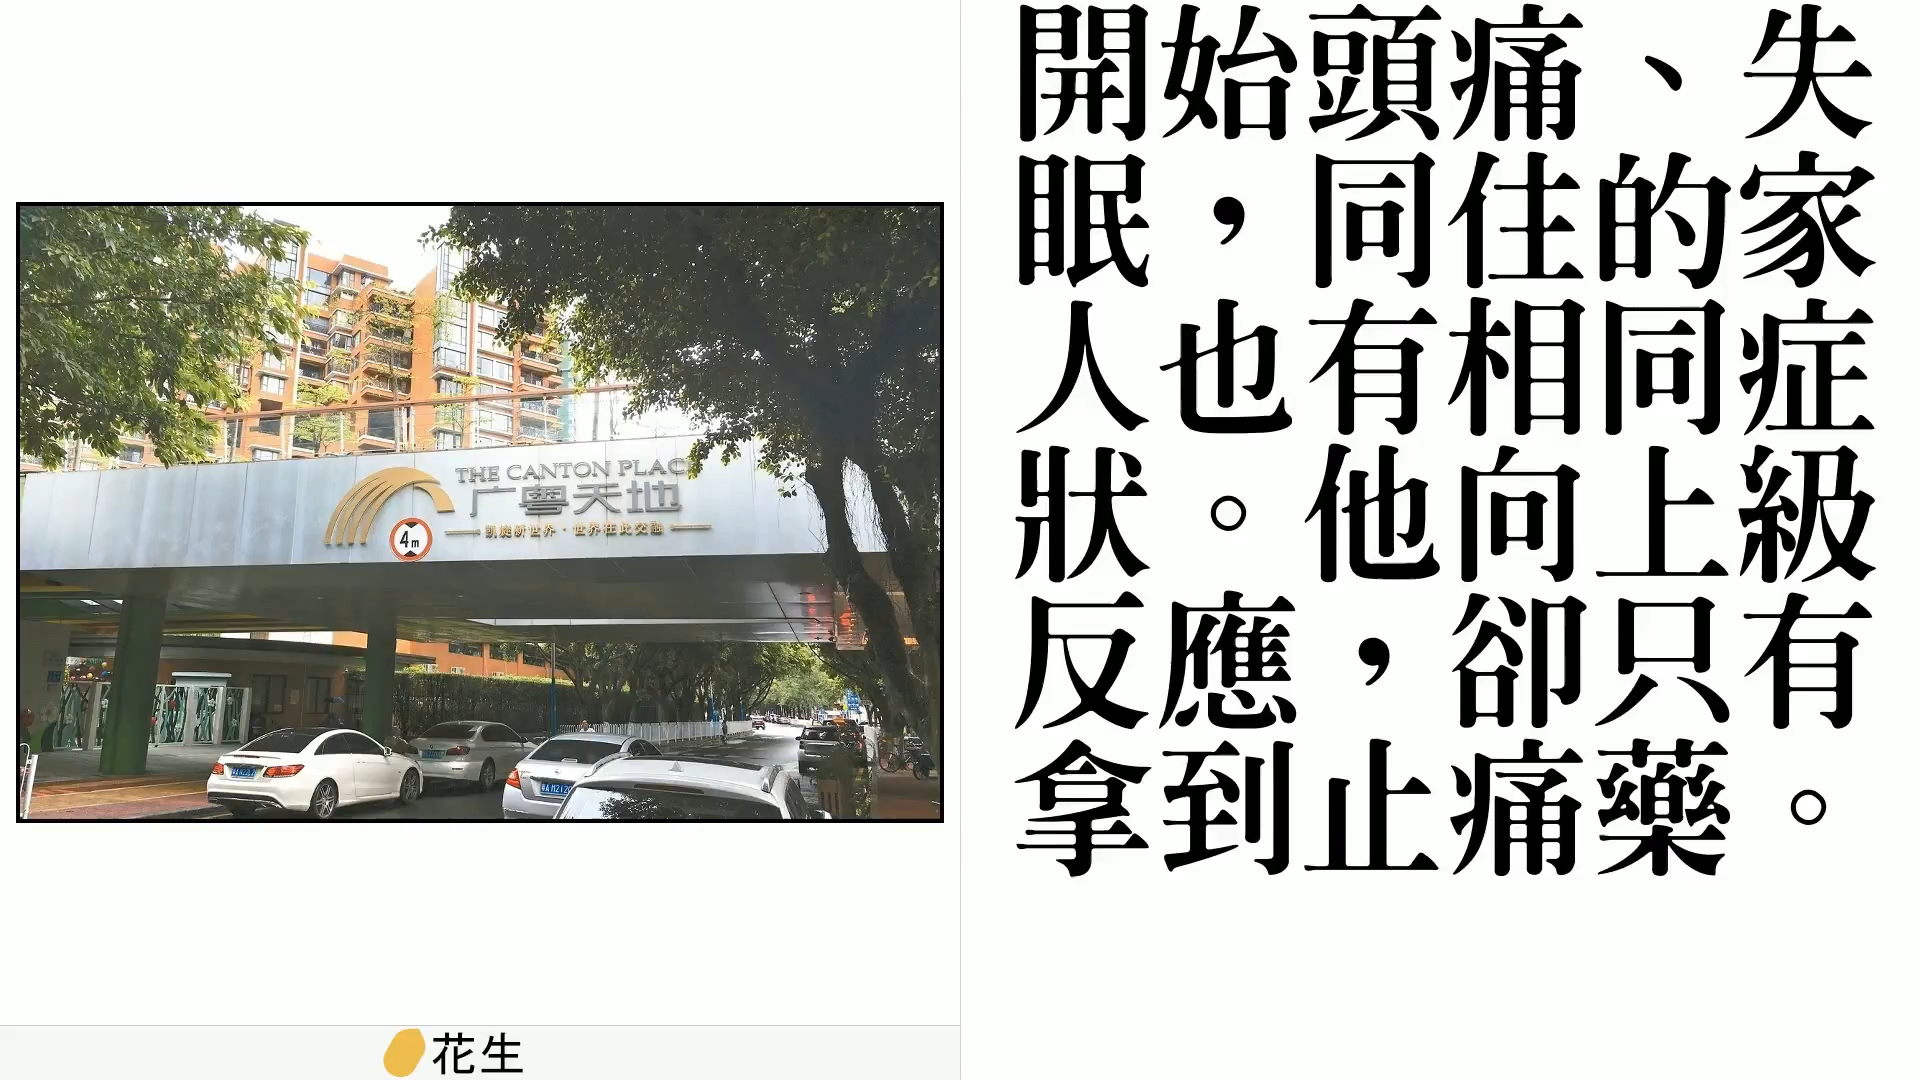 THE CANTON PLACE
广粤天地
凯旋新世界·世界在此交融
4m
開始頭痛、失
眠，同住的家
人也有相同症
狀。他向上級
反應，卻只有
拿到止痛藥。
花生